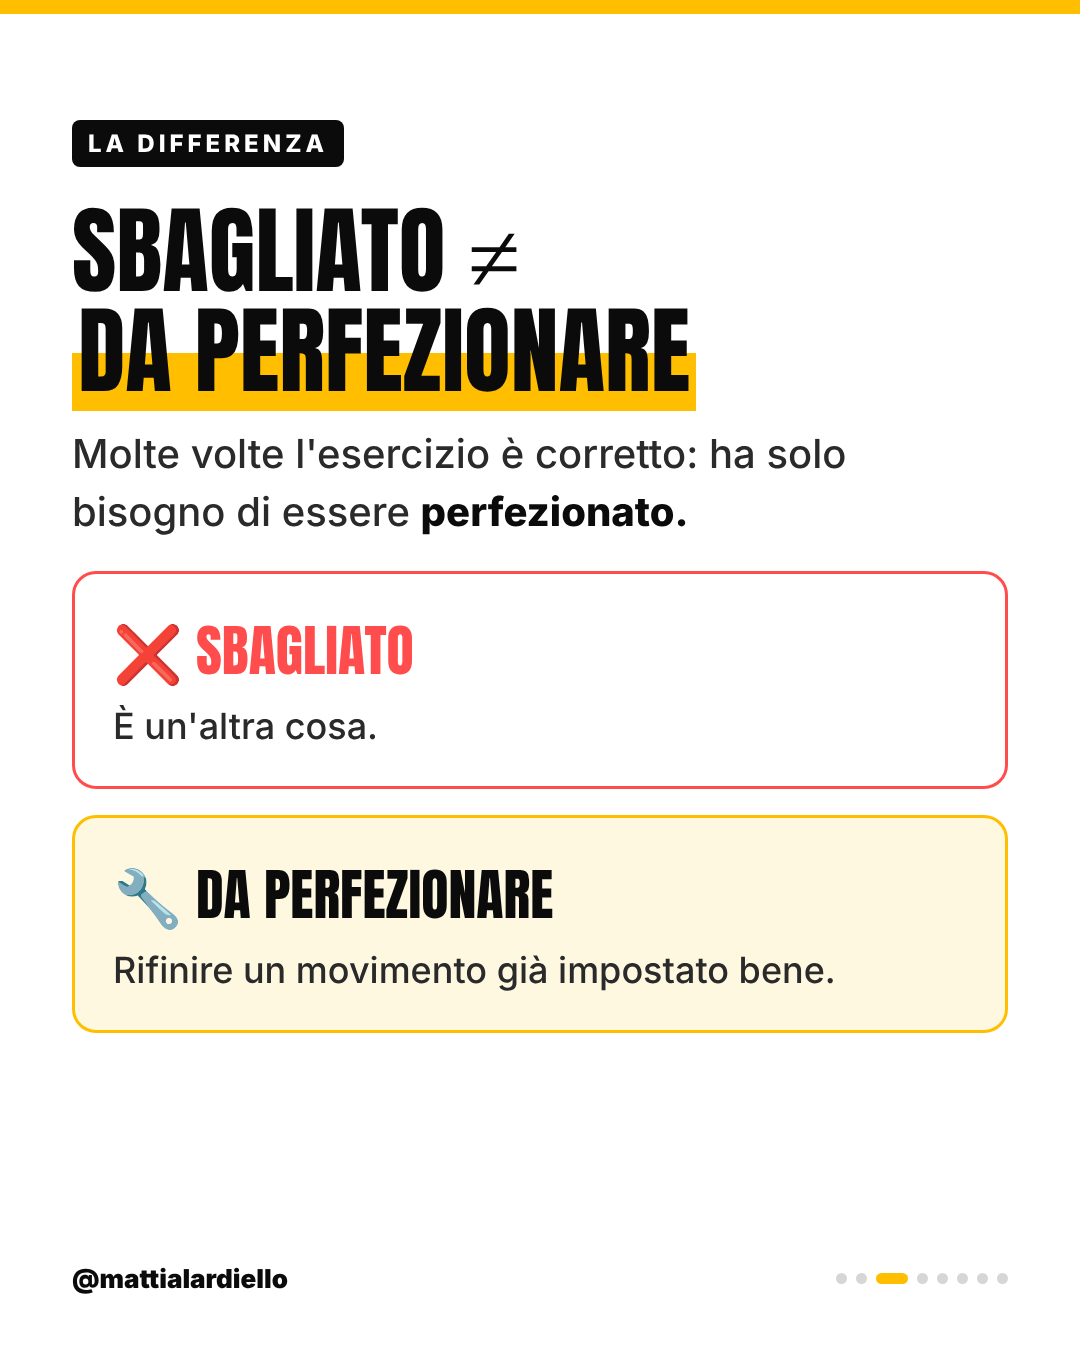 LA DIFFERENZA
SBAGLIATO ≠
DA PERFEZIONARE
Molte volte l'esercizio è corretto: ha solo
bisogno di essere perfezionato.
❌ SBAGLIATO
È un'altra cosa.
🔧 DA PERFEZIONARE
Rifinire un movimento già impostato bene.
@mattialardiello